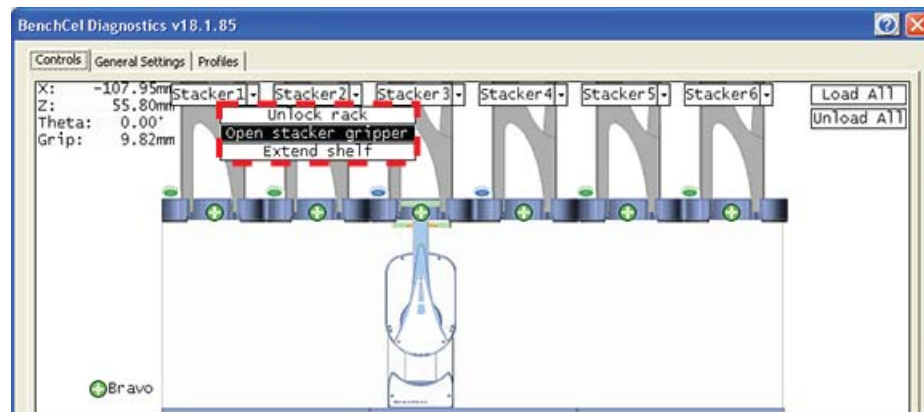 BenchCel Diagnostics v18.1.85
Controls General Settings Profiles
X: -107.95mm
Z: 55.80mm
Theta: 0.00°
Grip: 9.82mm
Stacker1 Stacker2 Stacker3 Stacker4 Stacker5 Stacker6
Load All
Unload All
Unlock rack
Open stacker gripper
Extend shelf
Bravo